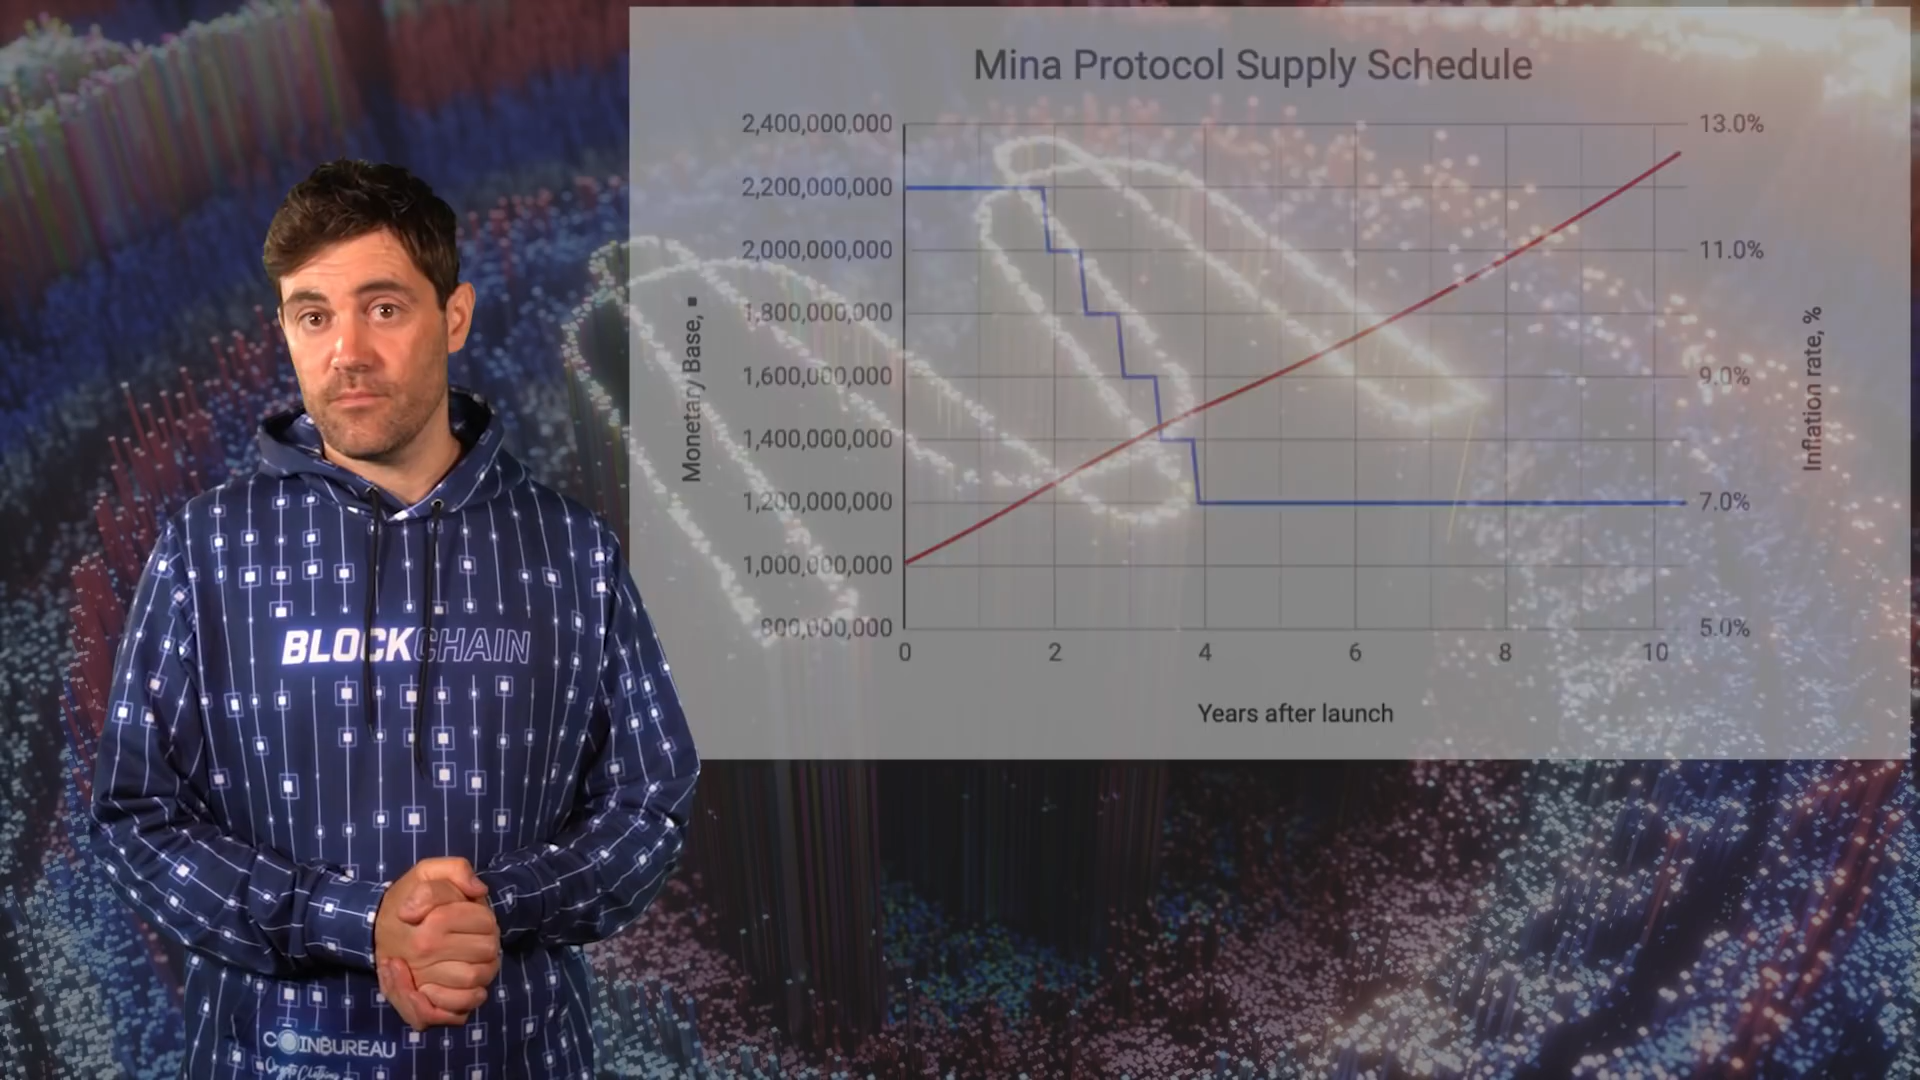 Mina Protocol Supply Schedule
2,400,000,000
2,200,000,000
2,000,000,000
1,800,000,000
1,600,000,000
1,400,000,000
1,200,000,000
1,000,000,000
800,000,000
Monetary Base,
13.0%
11.0%
9.0%
7.0%
5.0%
Inflation rate, %
0 2 4 6 8 10
Years after launch
BLOCKCHAIN
COINBUREAU
Crypto Clothing